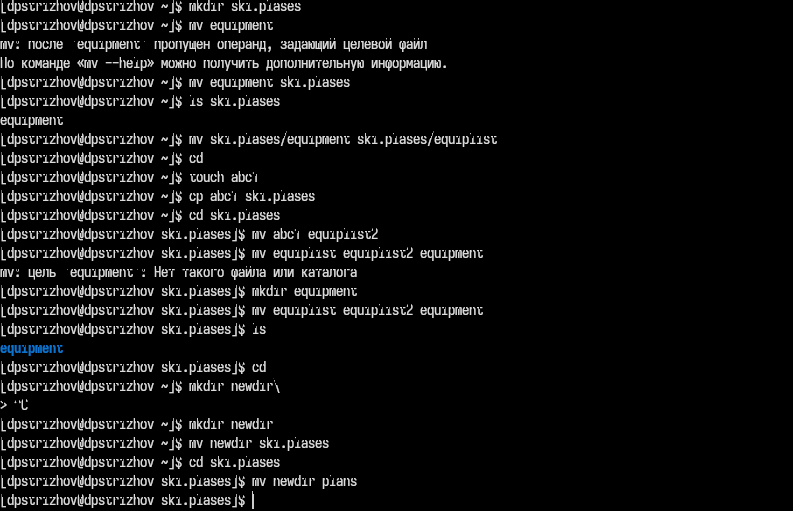 [dpstrizhov@dpstrizhov ~]$ mkdir ski.plases
[dpstrizhov@dpstrizhov ~]$ mv equipment
mv: после 'equipment' пропущен операнд, задающий целевой файл
По команде «mv --help» можно получить дополнительную информацию.
[dpstrizhov@dpstrizhov ~]$ mv equipment ski.plases
[dpstrizhov@dpstrizhov ~]$ ls ski.plases
equipment
[dpstrizhov@dpstrizhov ~]$ mv ski.plases/equipment ski.plases/equiplist
[dpstrizhov@dpstrizhov ~]$ cd
[dpstrizhov@dpstrizhov ~]$ touch abc1
[dpstrizhov@dpstrizhov ~]$ cp abc1 ski.plases
[dpstrizhov@dpstrizhov ~]$ cd ski.plases
[dpstrizhov@dpstrizhov ski.plases]$ mv abc1 equiplist2
[dpstrizhov@dpstrizhov ski.plases]$ mv equiplist equiplist2 equipment
mv: цель 'equipment': Нет такого файла или каталога
[dpstrizhov@dpstrizhov ski.plases]$ mkdir equipment
[dpstrizhov@dpstrizhov ski.plases]$ mv equiplist equiplist2 equipment
[dpstrizhov@dpstrizhov ski.plases]$ ls
equipment
[dpstrizhov@dpstrizhov ski.plases]$ cd
[dpstrizhov@dpstrizhov ~]$ mkdir newdir\
> ^C
[dpstrizhov@dpstrizhov ~]$ mkdir newdir
[dpstrizhov@dpstrizhov ~]$ mv newdir ski.plases
[dpstrizhov@dpstrizhov ~]$ cd ski.plases
[dpstrizhov@dpstrizhov ski.plases]$ mv newdir plans
[dpstrizhov@dpstrizhov ski.plases]$